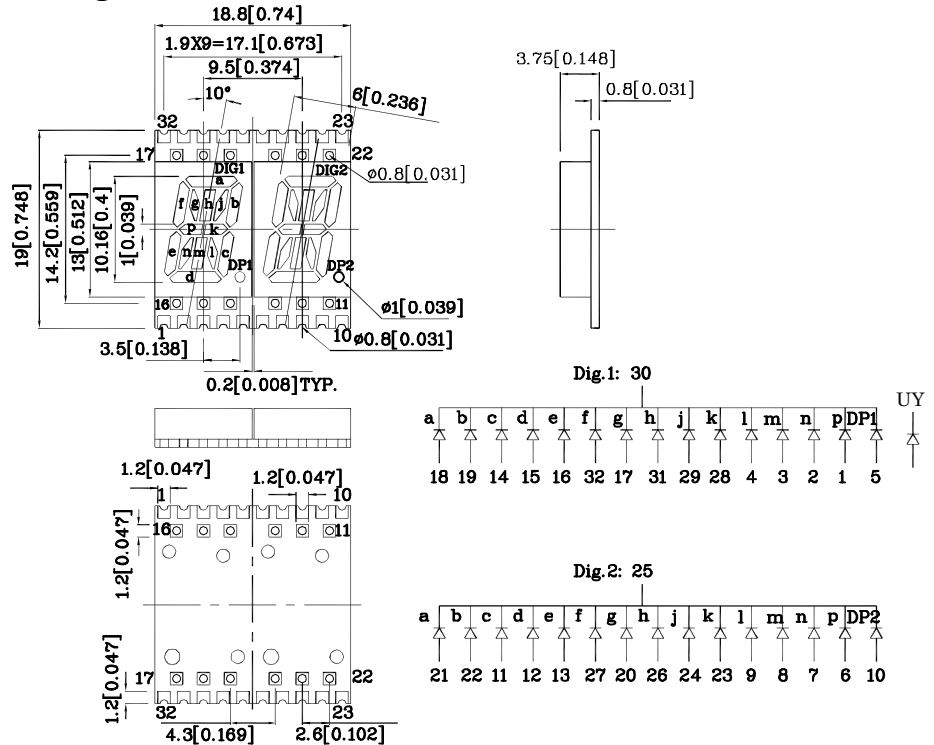 18.8[0.74]
1.9X9=17.1[0.673]
9.5[0.374]
10°
6[0.236]
32
23
17
22
DIG1
DIG2
a
f g h j b
p k
e n m l c
d
DP1
DP2
ø0.8[0.031]
19[0.748]
14.2[0.559]
13[0.512]
10.16[0.4]
1[0.039]
16
11
1
10
ø1[0.039]
ø0.8[0.031]
3.5[0.138]
0.2[0.008]TYP.
3.75[0.148]
0.8[0.031]
Dig.1: 30
a b c d e f g h j k l m n p DP1
18 19 14 15 16 32 17 31 29 28 4 3 2 1 5
UY
1.2[0.047]
1.2[0.047]
1
10
16
11
1.2[0.047]
1.2[0.047]
17
22
32
23
4.3[0.169]
2.6[0.102]
Dig.2: 25
a b c d e f g h j k l m n p DP2
21 22 11 12 13 27 20 26 24 23 9 8 7 6 10